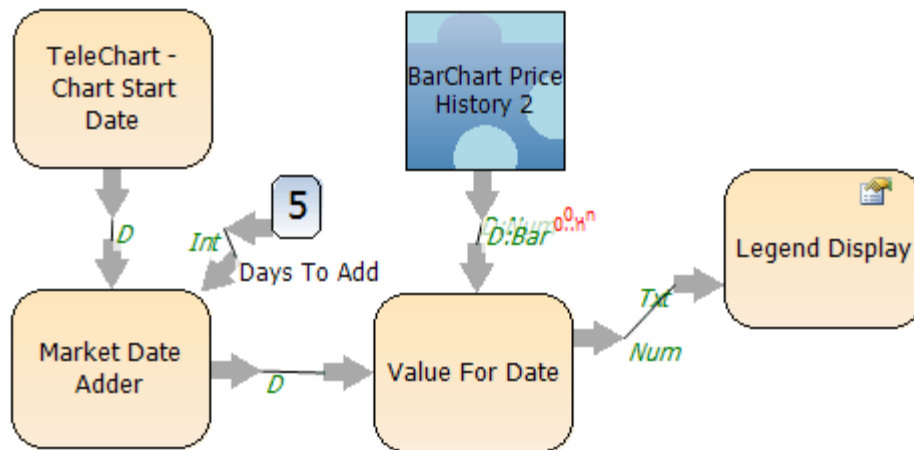 TeleChart -
Chart Start
Date
BarChart Price
History 2
D
Int
5
Days To Add
D:Bar
Legend Display
Market Date
Adder
D
Value For Date
Txt
Num